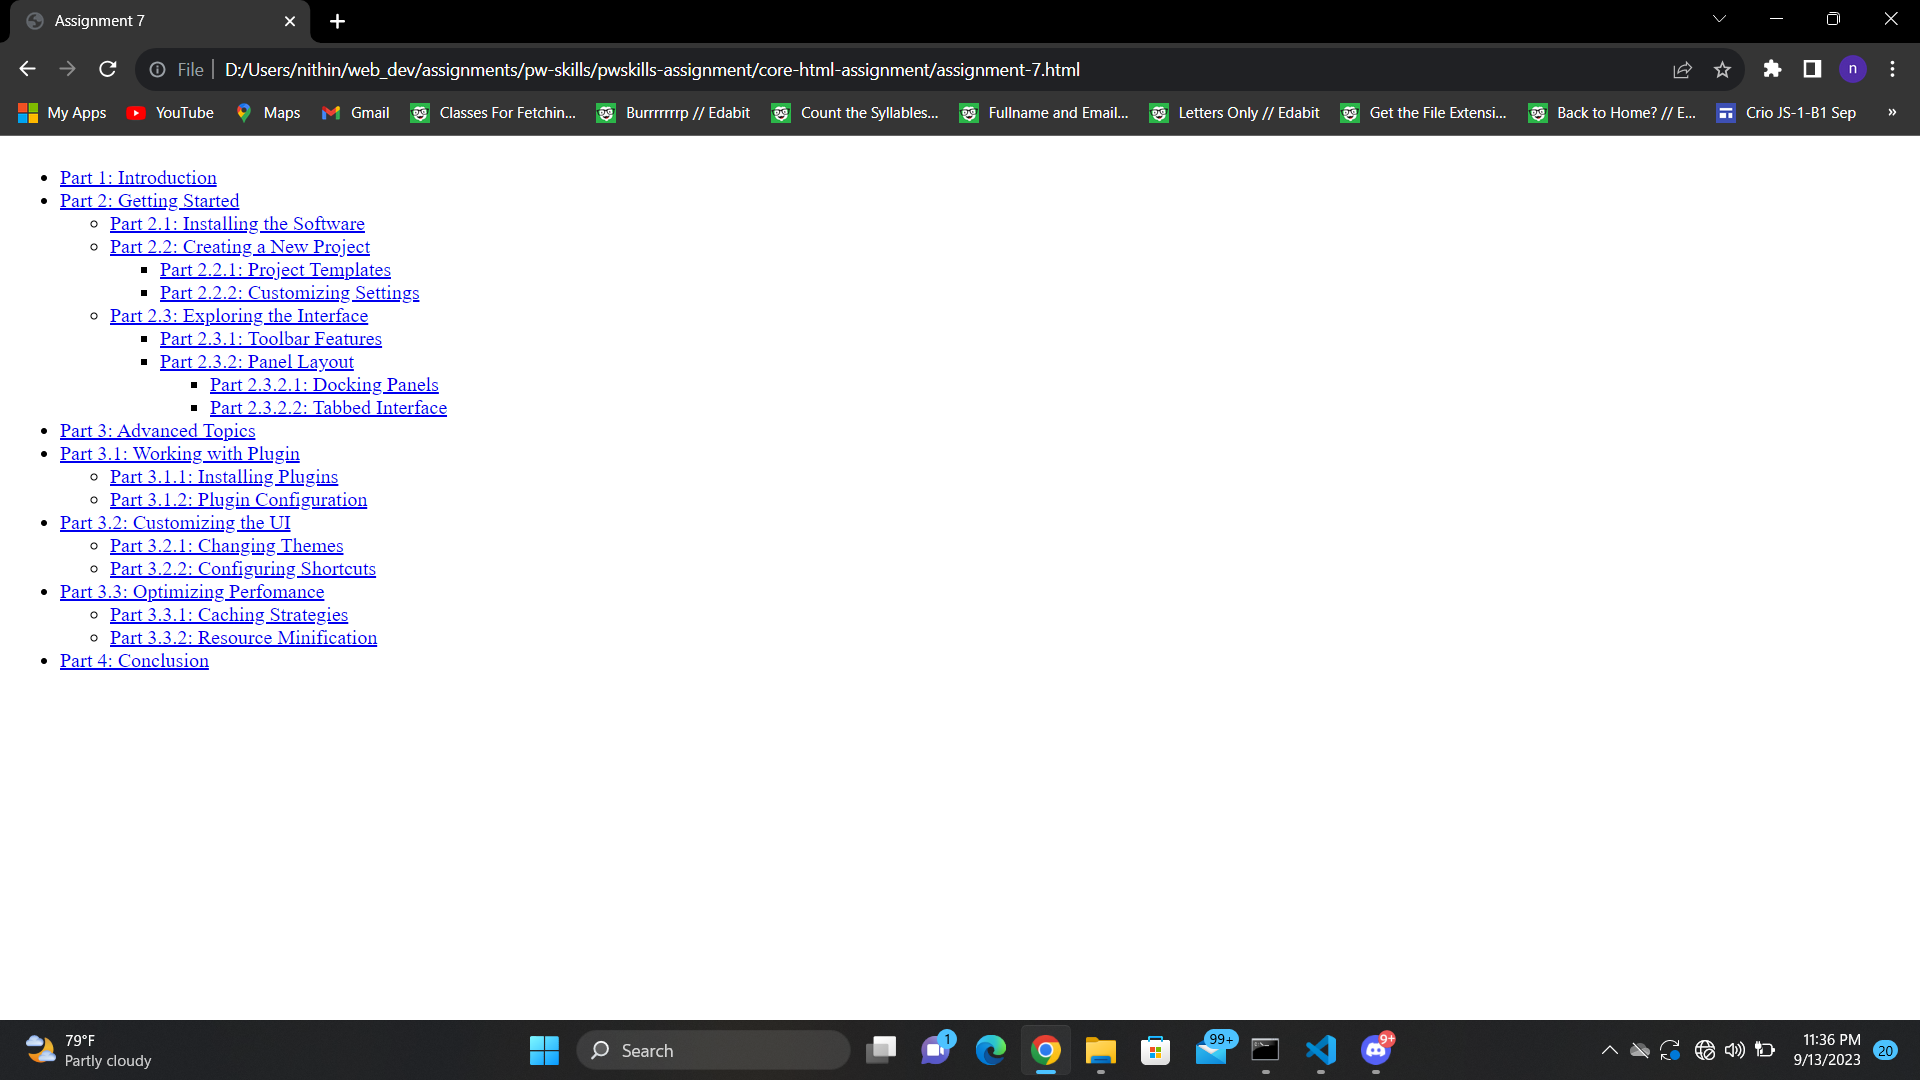 Assignment 7
File
D:/Users/nithin/web_dev/assignments/pw-skills/pwskills-assignment/core-html-assignment/assignment-7.html
n
My Apps
YouTube
Maps
Gmail
Classes For Fetchin...
Burrrrrrrp // Edabit
Count the Syllables...
Fullname and Email...
Letters Only // Edabit
Get the File Extensi...
Back to Home? // E...
Crio JS-1-B1 Sep
»
Part 1: Introduction
Part 2: Getting Started
Part 2.1: Installing the Software
Part 2.2: Creating a New Project
Part 2.2.1: Project Templates
Part 2.2.2: Customizing Settings
Part 2.3: Exploring the Interface
Part 2.3.1: Toolbar Features
Part 2.3.2: Panel Layout
Part 2.3.2.1: Docking Panels
Part 2.3.2.2: Tabbed Interface
Part 3: Advanced Topics
Part 3.1: Working with Plugin
Part 3.1.1: Installing Plugins
Part 3.1.2: Plugin Configuration
Part 3.2: Customizing the UI
Part 3.2.1: Changing Themes
Part 3.2.2: Configuring Shortcuts
Part 3.3: Optimizing Perfomance
Part 3.3.1: Caching Strategies
Part 3.3.2: Resource Minification
Part 4: Conclusion
79°F
Partly cloudy
Search
1
99+
9+
11:36 PM
9/13/2023
20